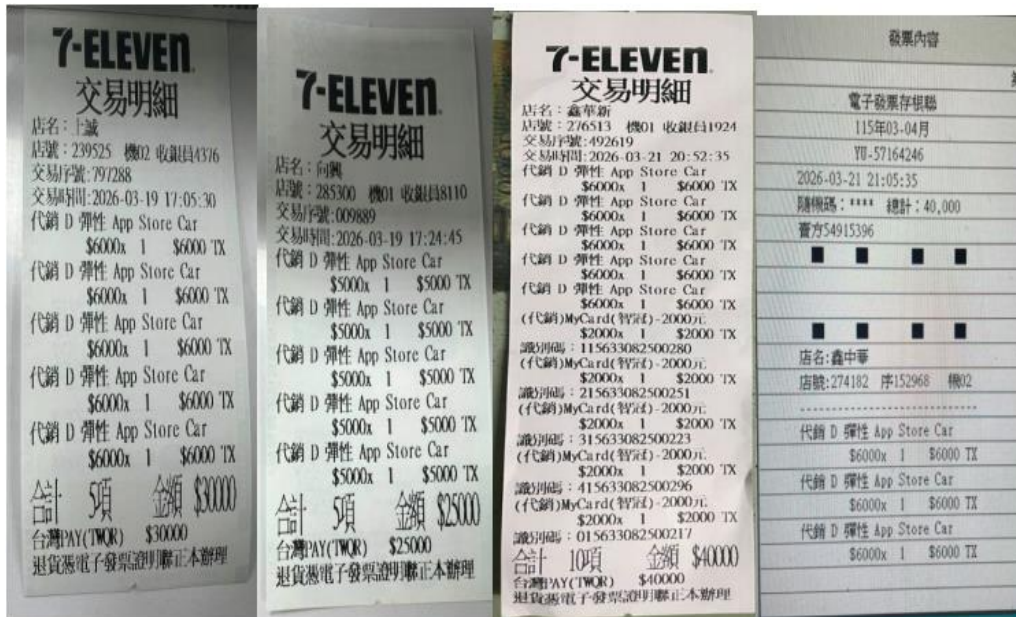 7-ELEVEN
交易明細
店名：上誠
店號：239525 機02 收銀員4376
交易序號:797288
交易時間:2026-03-19 17:05:30
代銷 D 彈性 App Store Car
$6000x 1 $6000 TX
代銷 D 彈性 App Store Car
$6000x 1 $6000 TX
代銷 D 彈性 App Store Car
$6000x 1 $6000 TX
代銷 D 彈性 App Store Car
$6000x 1 $6000 TX
代銷 D 彈性 App Store Car
$6000x 1 $6000 TX
合計 5項 金額 $30000
台灣PAY(TWQR) $30000
退貨憑電子發票證明聯正本辦理
7-ELEVEN
交易明細
店名：向興
店號：285300 機01 收銀員8110
交易序號:009889
交易時間:2026-03-19 17:24:45
代銷 D 彈性 App Store Car
$5000x 1 $5000 TX
代銷 D 彈性 App Store Car
$5000x 1 $5000 TX
代銷 D 彈性 App Store Car
$5000x 1 $5000 TX
代銷 D 彈性 App Store Car
$5000x 1 $5000 TX
代銷 D 彈性 App Store Car
$5000x 1 $5000 TX
合計 5項 金額 $25000
台灣PAY(TWQR) $25000
退貨憑電子發票證明聯正本辦理
7-ELEVEN
交易明細
店名：鑫華新
店號：276513 機01 收銀員1924
交易序號:492619
交易時間:2026-03-21 20:52:35
代銷 D 彈性 App Store Car
$6000x 1 $6000 TX
代銷 D 彈性 App Store Car
$6000x 1 $6000 TX
代銷 D 彈性 App Store Car
$6000x 1 $6000 TX
代銷 D 彈性 App Store Car
$6000x 1 $6000 TX
代銷 D 彈性 App Store Car
$6000x 1 $6000 TX
(代銷)MyCard(智冠)-2000元
$2000x 1 $2000 TX
識別碼：115633082500280
(代銷)MyCard(智冠)-2000元
$2000x 1 $2000 TX
識別碼：215633082500251
(代銷)MyCard(智冠)-2000元
$2000x 1 $2000 TX
識別碼：315633082500223
(代銷)MyCard(智冠)-2000元
$2000x 1 $2000 TX
識別碼：415633082500296
(代銷)MyCard(智冠)-2000元
$2000x 1 $2000 TX
識別碼：015633082500217
合計 10項 金額 $40000
台灣PAY(TWQR) $40000
退貨憑電子發票證明聯正本辦理
發票內容
電子發票存根聯
115年03-04月
YU-57164246
2026-03-21 21:05:35
隨機碼：**** 總計：40,000
賣方54915396
店名:鑫中華
店號:274182 序152968 機02
代銷 D 彈性 App Store Car
$6000x 1 $6000 TX
代銷 D 彈性 App Store Car
$6000x 1 $6000 TX
代銷 D 彈性 App Store Car
$6000x 1 $6000 TX